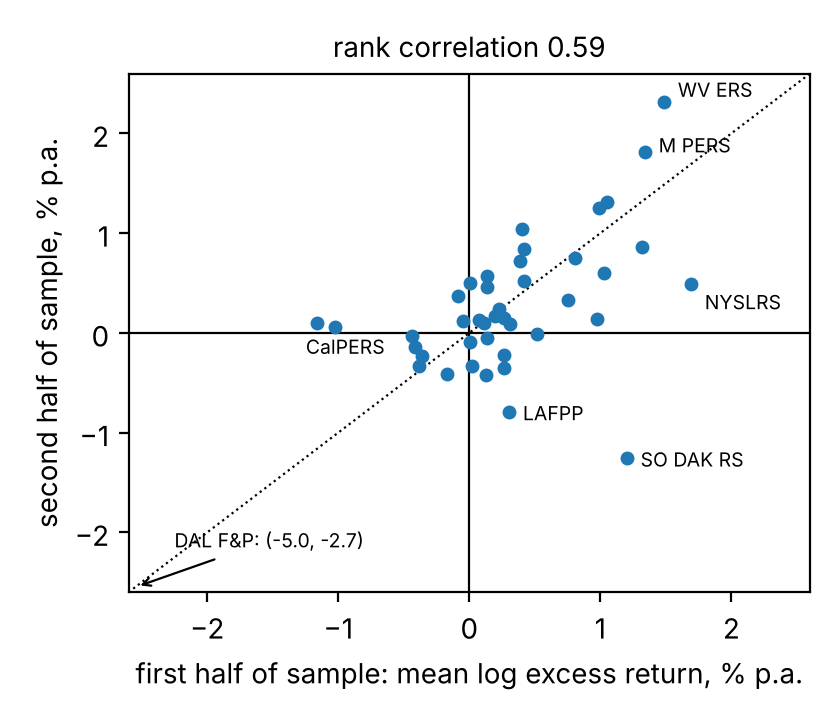 rank correlation 0.59
second half of sample, % p.a.
2
1
0
−1
−2
WV ERS
M PERS
NYSLRS
CalPERS
LAFPP
SO DAK RS
DAL F&P: (-5.0, -2.7)
−2
−1
0
1
2
first half of sample: mean log excess return, % p.a.